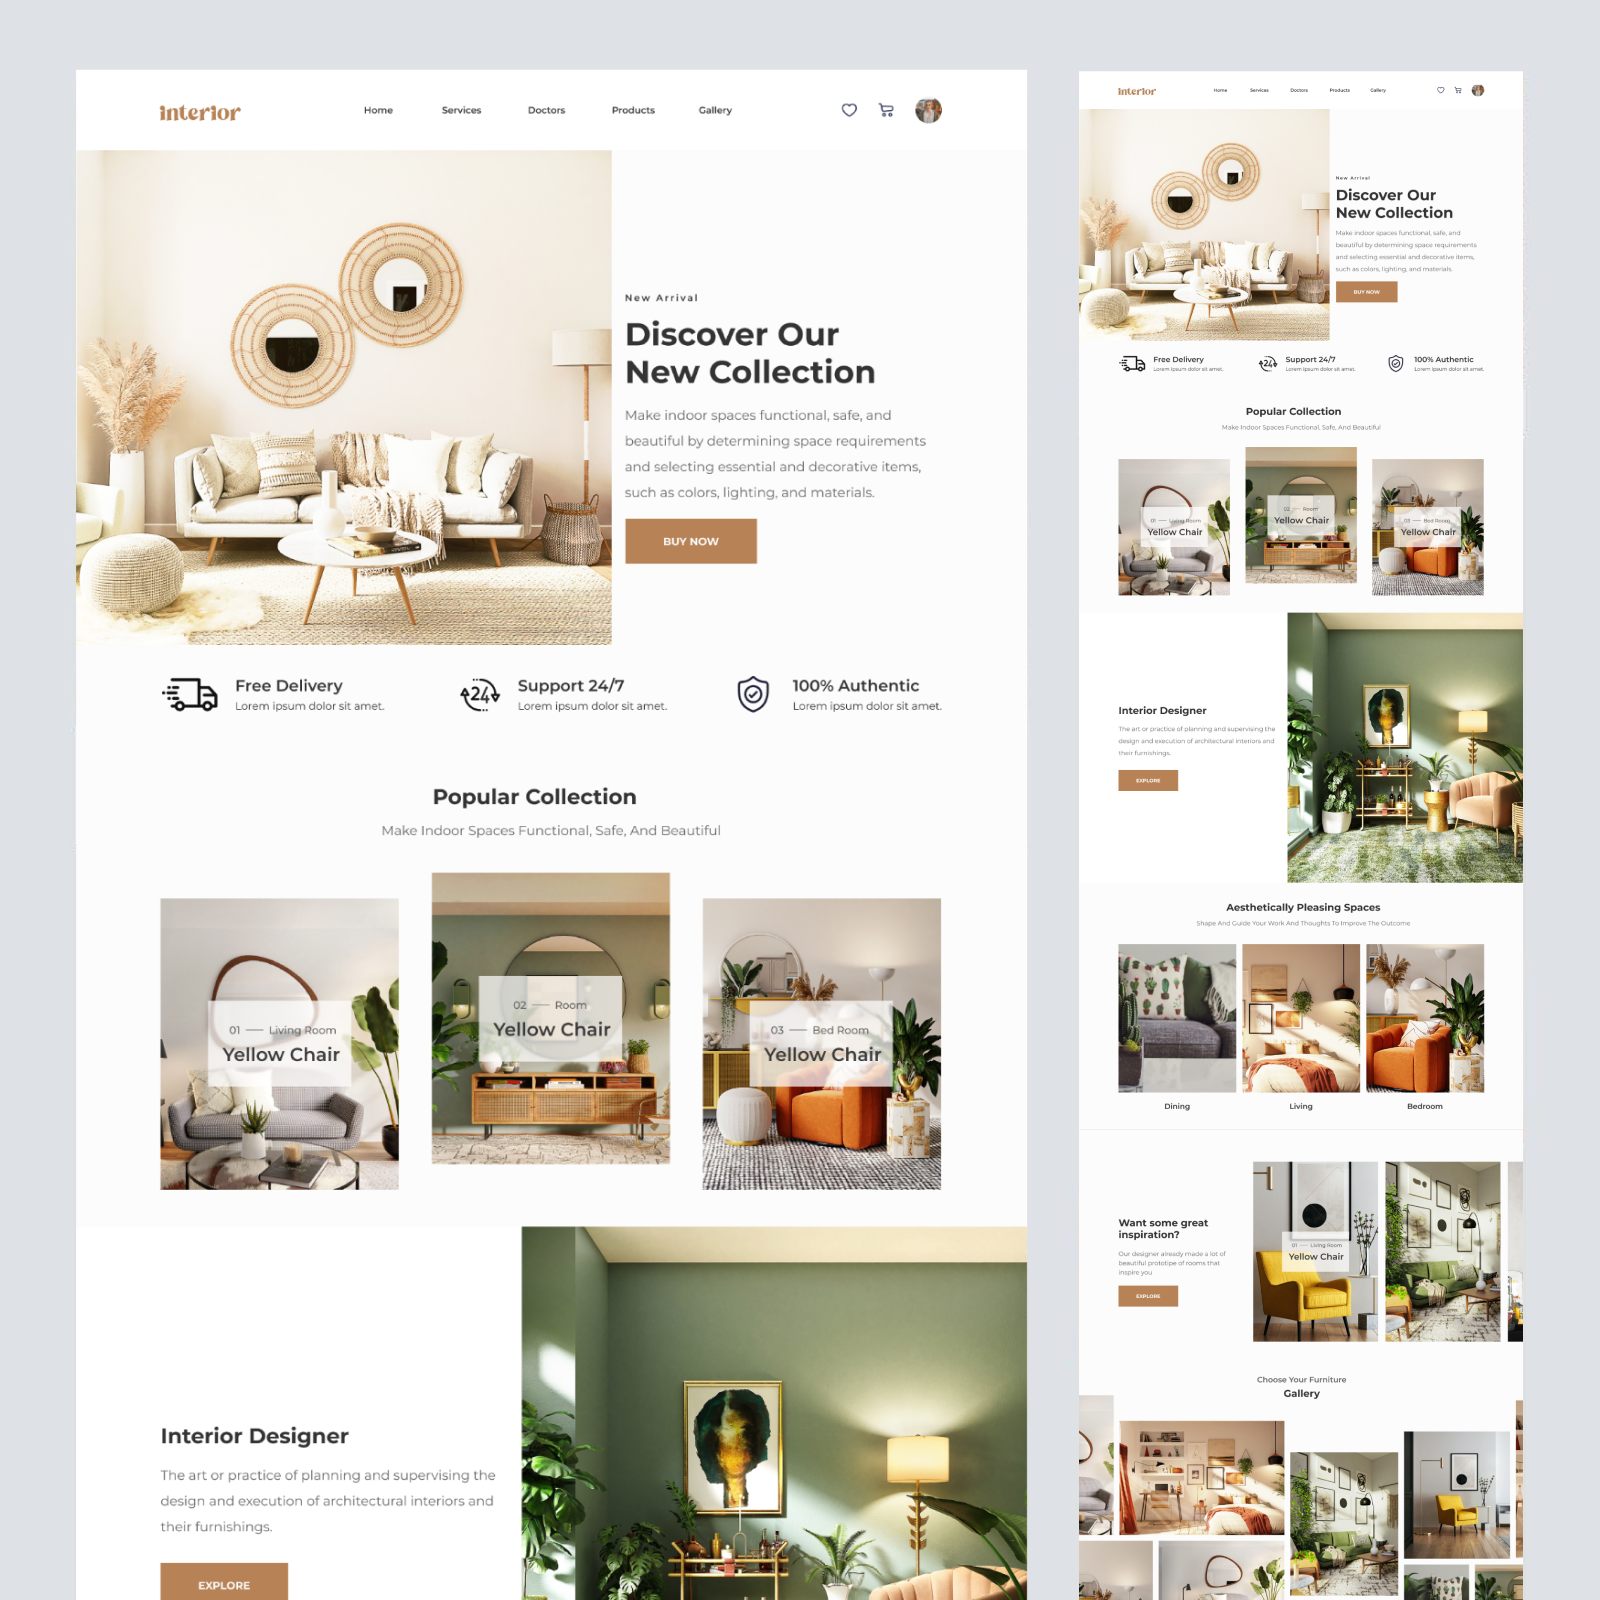 interior
Home Services Doctors Products Gallery
New Arrival
Discover Our
New Collection
Make indoor spaces functional, safe, and
beautiful by determining space requirements
and selecting essential and decorative items,
such as colors, lighting, and materials.
BUY NOW
Free Delivery
Lorem ipsum dolor sit amet.
Support 24/7
Lorem ipsum dolor sit amet.
24
100% Authentic
Lorem ipsum dolor sit amet.
Popular Collection
Make Indoor Spaces Functional, Safe, And Beautiful
01 — Living Room
Yellow Chair
02 — Room
Yellow Chair
03 — Bed Room
Yellow Chair
Interior Designer
The art or practice of planning and supervising the
design and execution of architectural interiors and
their furnishings.
EXPLORE
interior
Home Services Doctors Products Gallery
New Arrival
Discover Our
New Collection
Make indoor spaces functional, safe, and
beautiful by determining space requirements
and selecting essential and decorative items,
such as colors, lighting, and materials.
BUY NOW
Free Delivery
Lorem ipsum dolor sit amet.
24
Support 24/7
Lorem ipsum dolor sit amet.
100% Authentic
Lorem ipsum dolor sit amet.
Popular Collection
Make Indoor Spaces Functional, Safe, And Beautiful
01 — Living Room
Yellow Chair
02 — Room
Yellow Chair
03 — Bed Room
Yellow Chair
Interior Designer
The art or practice of planning and supervising the
design and execution of architectural interiors and
their furnishings.
EXPLORE
Aesthetically Pleasing Spaces
Shape And Guide Your Work And Thoughts To Improve The Outcome
Dining
Living
Bedroom
Want some great
inspiration?
Our designer already made a lot of
beautiful prototipe of rooms that
inspire you
EXPLORE
01 — Living Room
Yellow Chair
Choose Your Furniture
Gallery